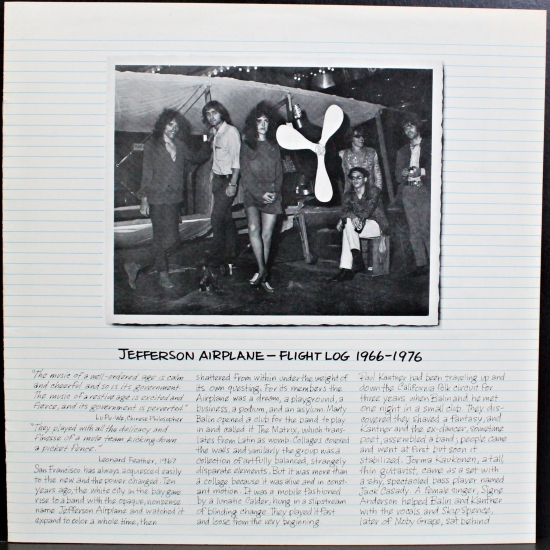 JEFFERSON AIRPLANE — FLIGHT LOG 1966-1976
"The music of a well-ordered age is calm
and cheerful and so is its government.
The music of a restive age is excited and
fierce, and its government is perverted"
Lu Pu-We, Chinese Philosopher
"They played with all the delicacy and
finesse of a mule team kicking down
a picket fence."
Leonard Feather, 1967
San Francisco has always acquiesced easily
to the new and the power changed. Ten
years ago, the white city in the bay gave
rise to a band with the opaque, nonsense
name Jefferson Airplane and watched it
expand to color a whole time, then
shattered from within under the weight of
its own questing. For its members the
Airplane was a dream, a playground, a
business, a podium, and an asylum. Marty
Balin opened a club for the band to play
in and called it The Matrix, which trans-
lates from Latin as womb. Collages covered
the walls and similarly the group was a
collection of artfully balanced, strangely
disparate elements. But it was more than
a collage because it was alive and in const-
ant motion. It was a mobile fashioned
by a lunatic Calder, hung in a slipstream
of blinding change. They played it fast
and loose from the very beginning.
Paul Kantner had been traveling up and
down the California folk circuit for
three years when Balin and he met
one night in a small club. They dis-
covered they shared a fantasy, and
Kantner and the ex-dancer, sometime
poet, assembled a band; people came
and went at first but soon it
stabilized. Jorma Kaukonen, a tall,
thin guitarist, came as a set with
a shy, spectacled bass player named
Jack Casady. A female singer, Signe
Anderson helped Balin and Kantner
with the vocals and Skip Spence,
later of Moby Grape, sat behind